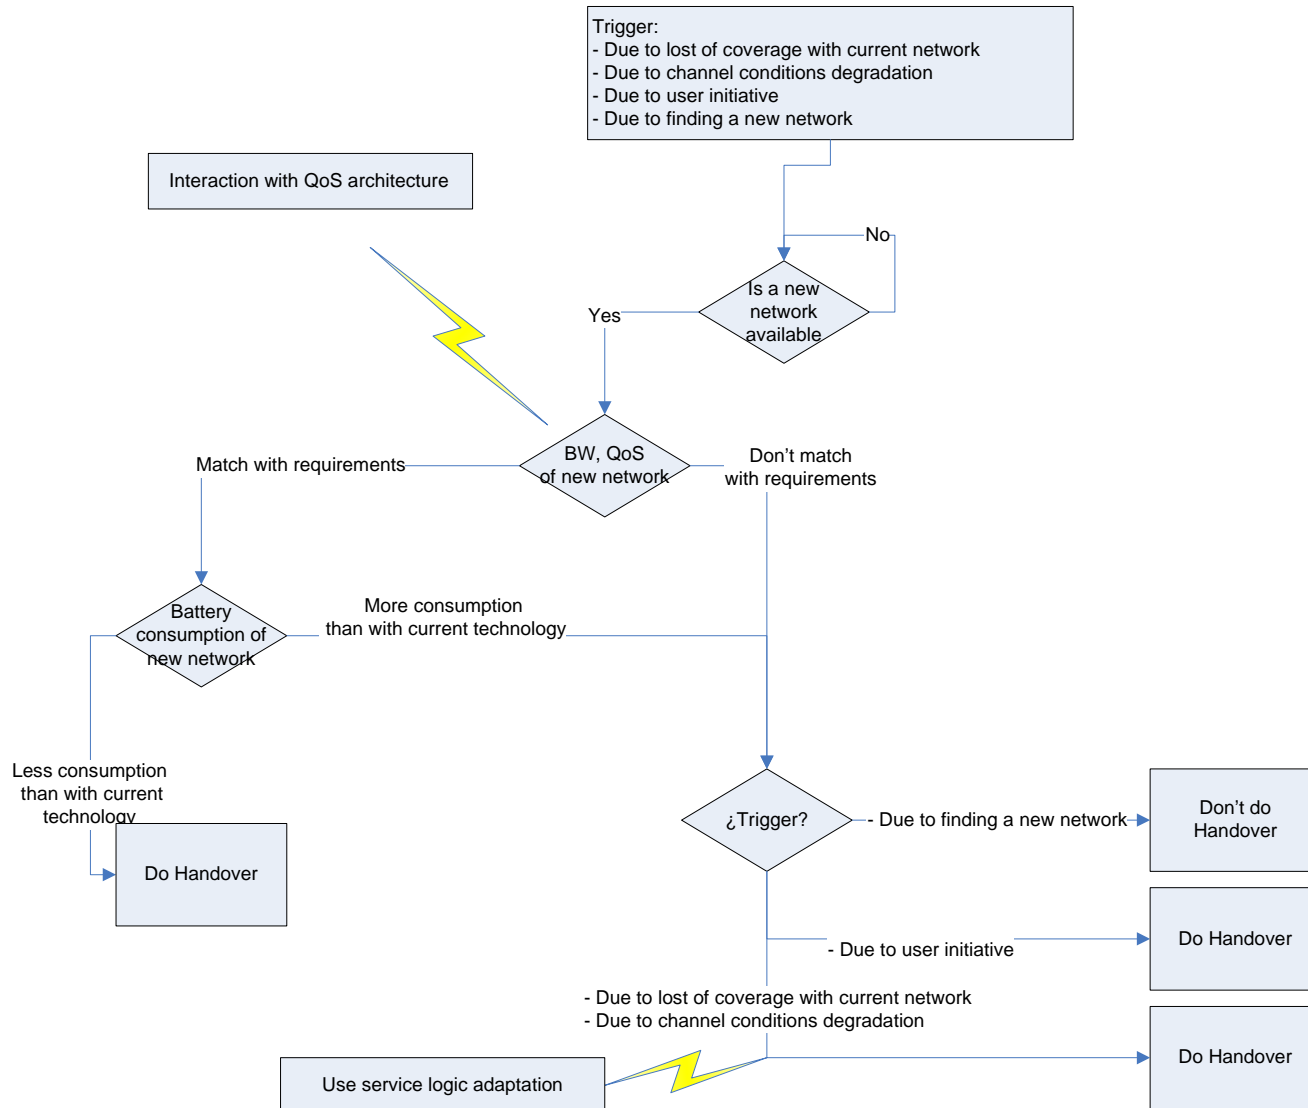 Trigger:
- Due to lost of coverage with current network
- Due to channel conditions degradation
- Due to user initiative
- Due to finding a new network
Interaction with QoS architecture
No
Is a new
network
available
Yes
BW, QoS
of new network
Match with requirements
Don’t match
with requirements
Battery
consumption of
new network
More consumption
than with current technology
Less consumption
than with current
technology
Do Handover
¿Trigger?
- Due to finding a new network
Don’t do
Handover
- Due to user initiative
Do Handover
- Due to lost of coverage with current network
- Due to channel conditions degradation
Do Handover
Use service logic adaptation